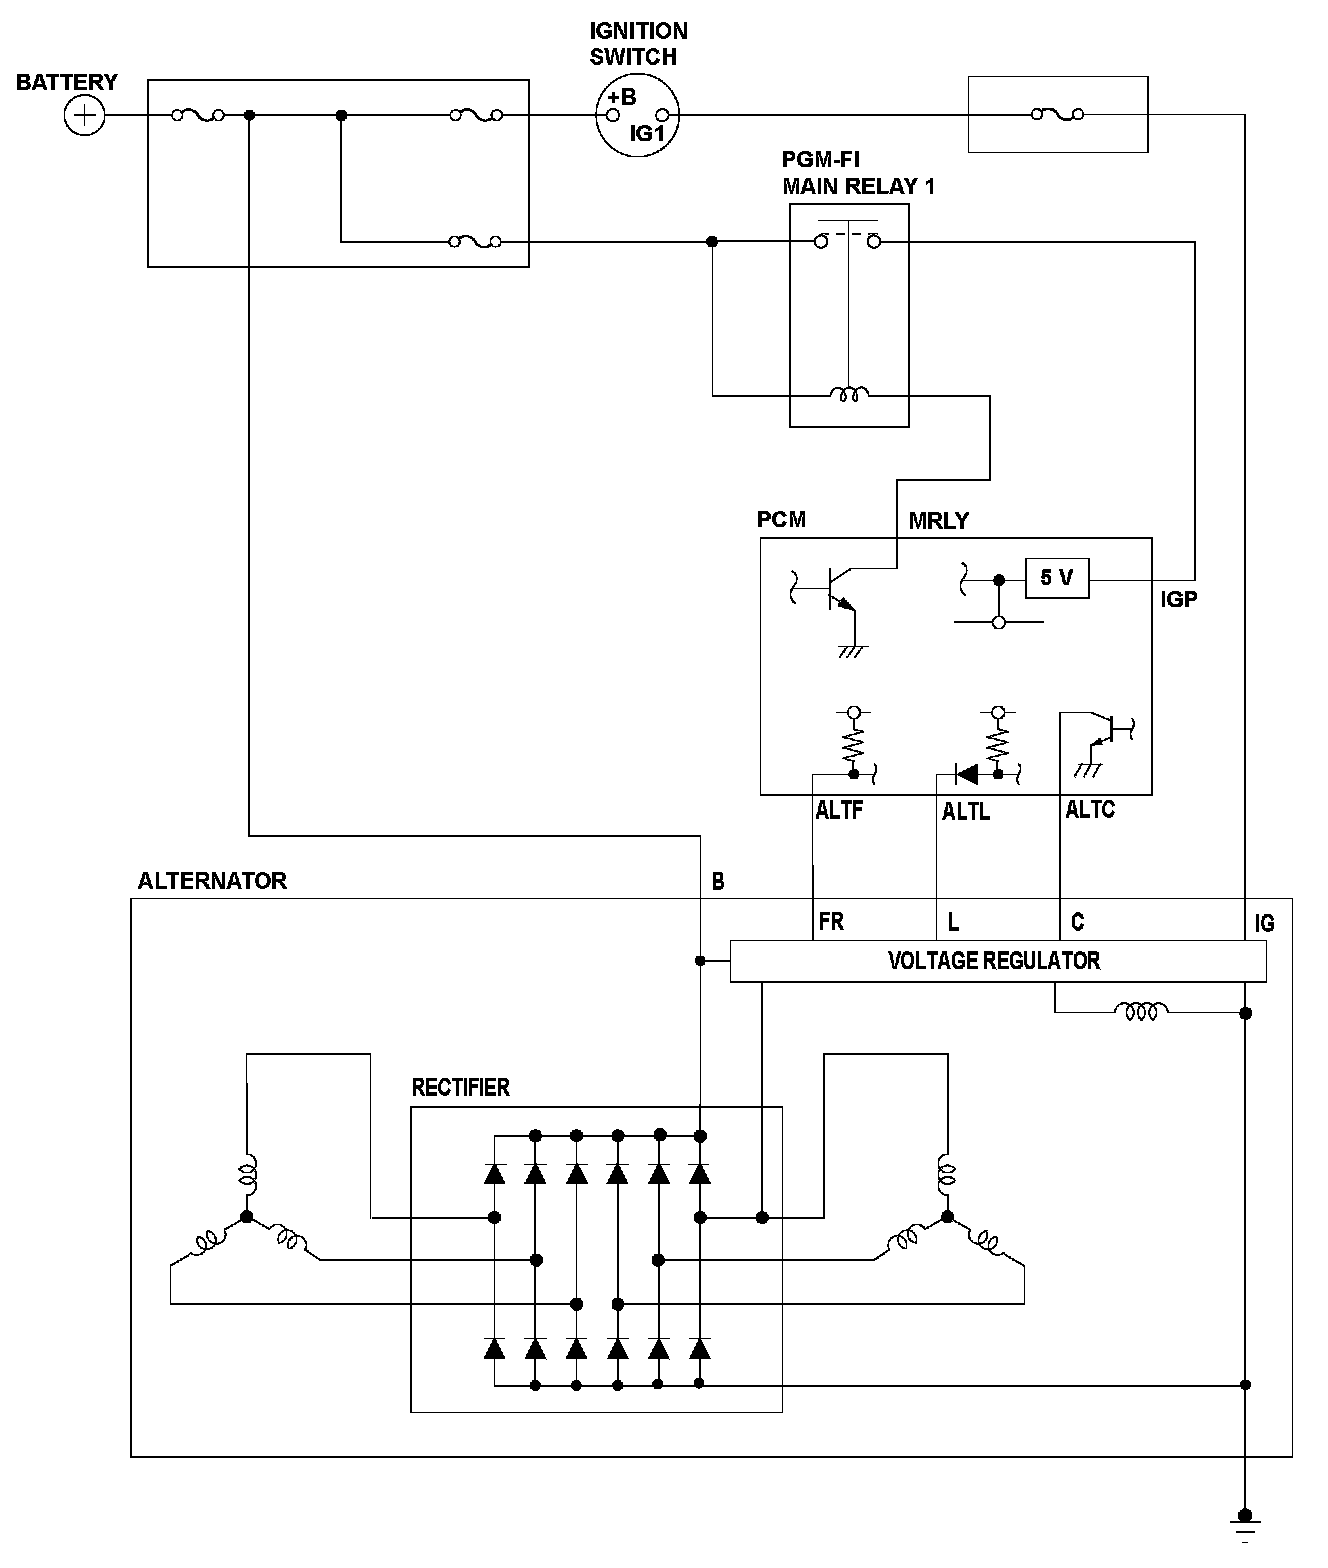 IGNITION
SWITCH
BATTERY
+B
IG1
PGM-FI
MAIN RELAY 1
PCM
MRLY
5 V
IGP
ALTF
ALTL
ALTC
ALTERNATOR
B
FR
L
C
IG
VOLTAGE REGULATOR
RECTIFIER